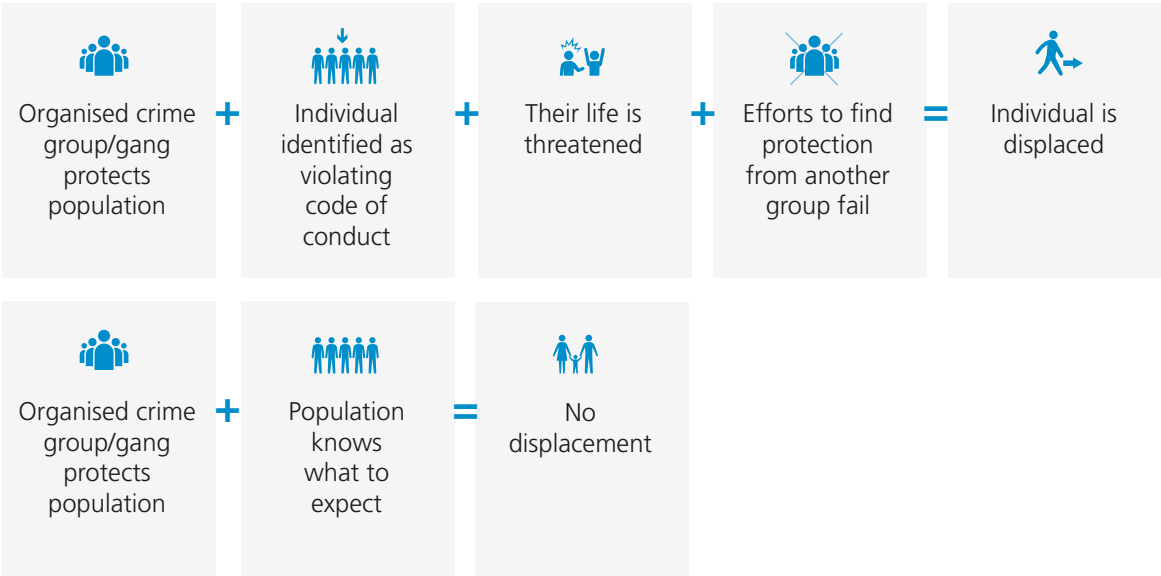 Organised crime
group/gang
protects
population
+
Individual
identified as
violating
code of
conduct
+
Their life is
threatened
+
Efforts to find
protection
from another
group fail
=
Individual is
displaced
Organised crime
group/gang
protects
population
+
Population
knows
what to
expect
=
No
displacement